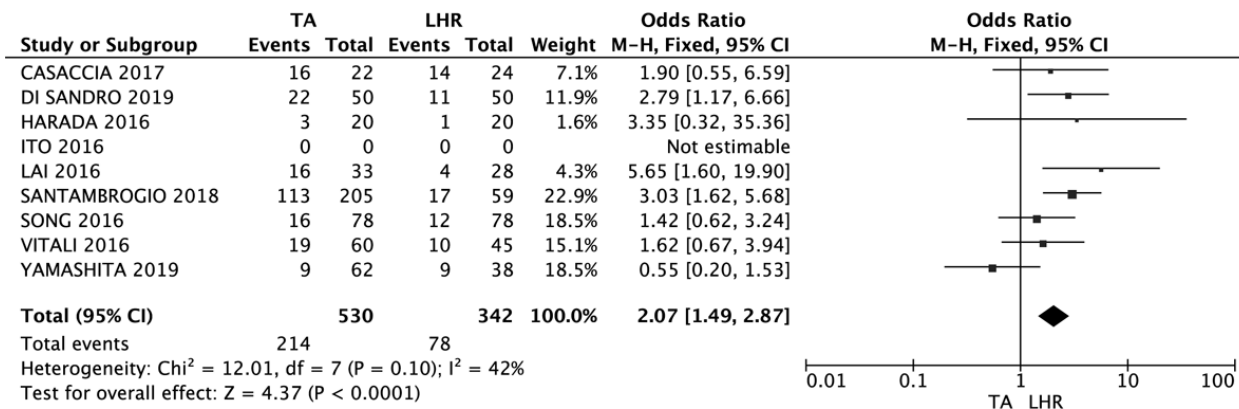 TA LHR Odds Ratio Odds Ratio
Study or Subgroup Events Total Events Total Weight M-H, Fixed, 95% CI M-H, Fixed, 95% CI
CASACCIA 2017 16 22 14 24 7.1% 1.90 [0.55, 6.59]
DI SANDRO 2019 22 50 11 50 11.9% 2.79 [1.17, 6.66]
HARADA 2016 3 20 1 20 1.6% 3.35 [0.32, 35.36]
ITO 2016 0 0 0 0 Not estimable
LAI 2016 16 33 4 28 4.3% 5.65 [1.60, 19.90]
SANTAMBROGIO 2018 113 205 17 59 22.9% 3.03 [1.62, 5.68]
SONG 2016 16 78 12 78 18.5% 1.42 [0.62, 3.24]
VITALI 2016 19 60 10 45 15.1% 1.62 [0.67, 3.94]
YAMASHITA 2019 9 62 9 38 18.5% 0.55 [0.20, 1.53]
Total (95% CI) 530 342 100.0% 2.07 [1.49, 2.87]
Total events 214 78
Heterogeneity: Chi² = 12.01, df = 7 (P = 0.10); I² = 42%
Test for overall effect: Z = 4.37 (P < 0.0001)
0.01 0.1 1 10 100
TA LHR